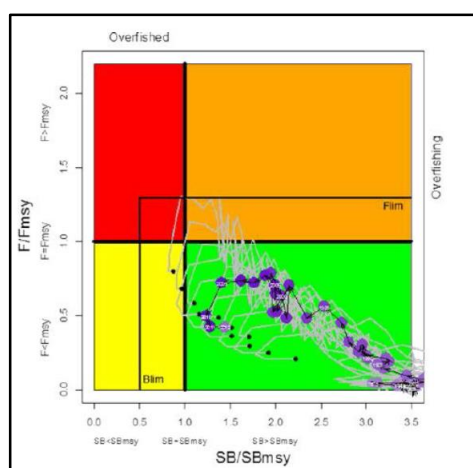 Overfished
Overfishing
F/Fmsy
F<Fmsy
F=Fmsy
F>Fmsy
0.0
0.5
1.0
1.5
2.0
Flim
Blim
0.0
0.5
1.0
1.5
2.0
2.5
3.0
3.5
SB<SBmsy
SB=SBmsy
SB>SBmsy
SB/SBmsy